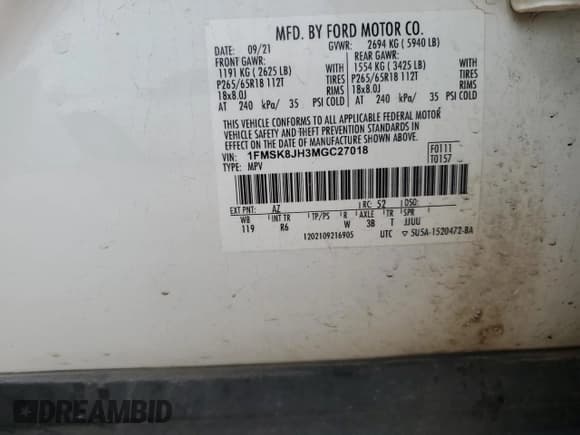 MFD. BY FORD MOTOR CO.
DATE: 09/21 GVWR: 2694 KG ( 5940 LB)
FRONT GAWR: REAR GAWR:
1191 KG ( 2625 LB) WITH 1554 KG ( 3425 LB) WITH
P265/65R18 112T TIRES P265/65R18 112T TIRES
18x8.0J RIMS 18x8.0J RIMS
AT 240 kPa/ 35 PSI COLD AT 240 kPa/ 35 PSI COLD
THIS VEHICLE CONFORMS TO ALL APPLICABLE FEDERAL MOTOR
VEHICLE SAFETY AND THEFT PREVENTION STANDARDS IN
EFFECT ON THE DATE OF MANUFACTURE SHOWN ABOVE.
VIN: 1FMSK8JH3MGC27018 F0111
TYPE: MPV T0157
EXT PNT: AZ RC: 52 DSO:
WB INT TR TP/PS R AXLE TR SPR
119 R6 W 3B T JJUU
1202109216905 UTC ▽ 5U5A-1520472-BA
DREAMBID